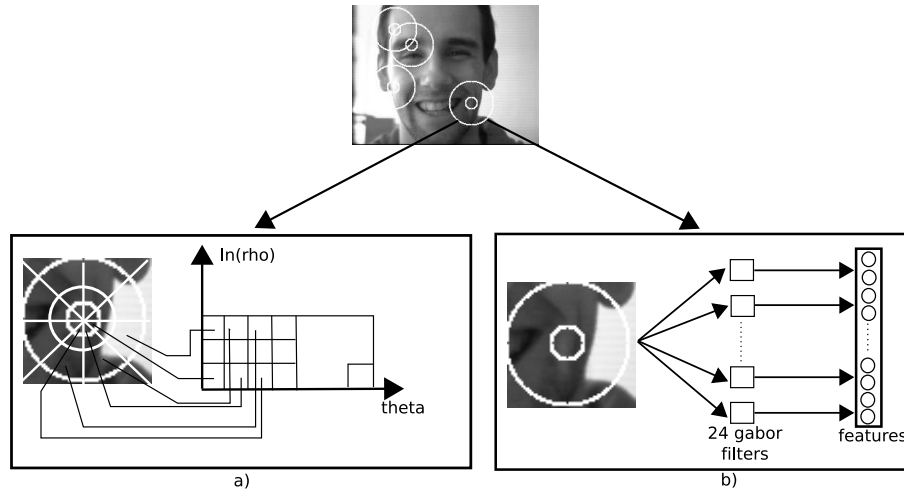 ln(rho)
theta
a)
24 gabor
filters
features
b)